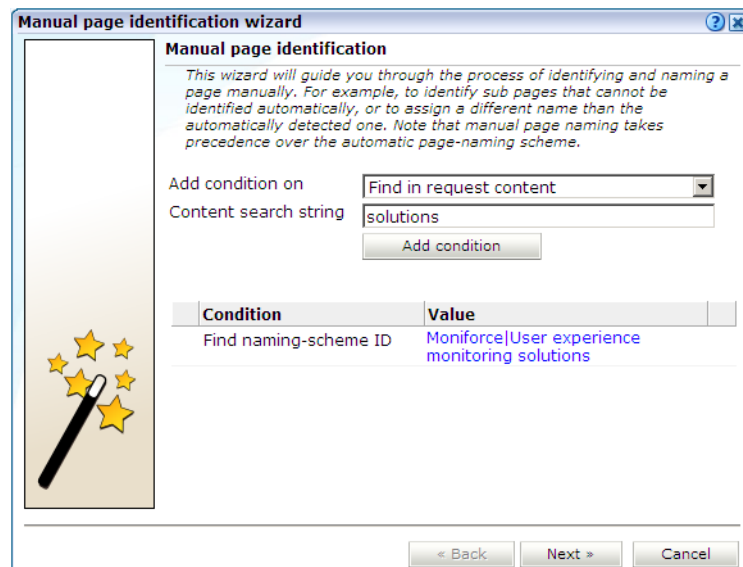 Manual page identification wizard
Manual page identification
This wizard will guide you through the process of identifying and naming a
page manually. For example, to identify sub pages that cannot be
identified automatically, or to assign a different name than the
automatically detected one. Note that manual page naming takes
precedence over the automatic page-naming scheme.
Add condition on Find in request content
Content search string solutions
Add condition
Condition Value
Find naming-scheme ID Moniforce|User experience
monitoring solutions
« Back Next » Cancel